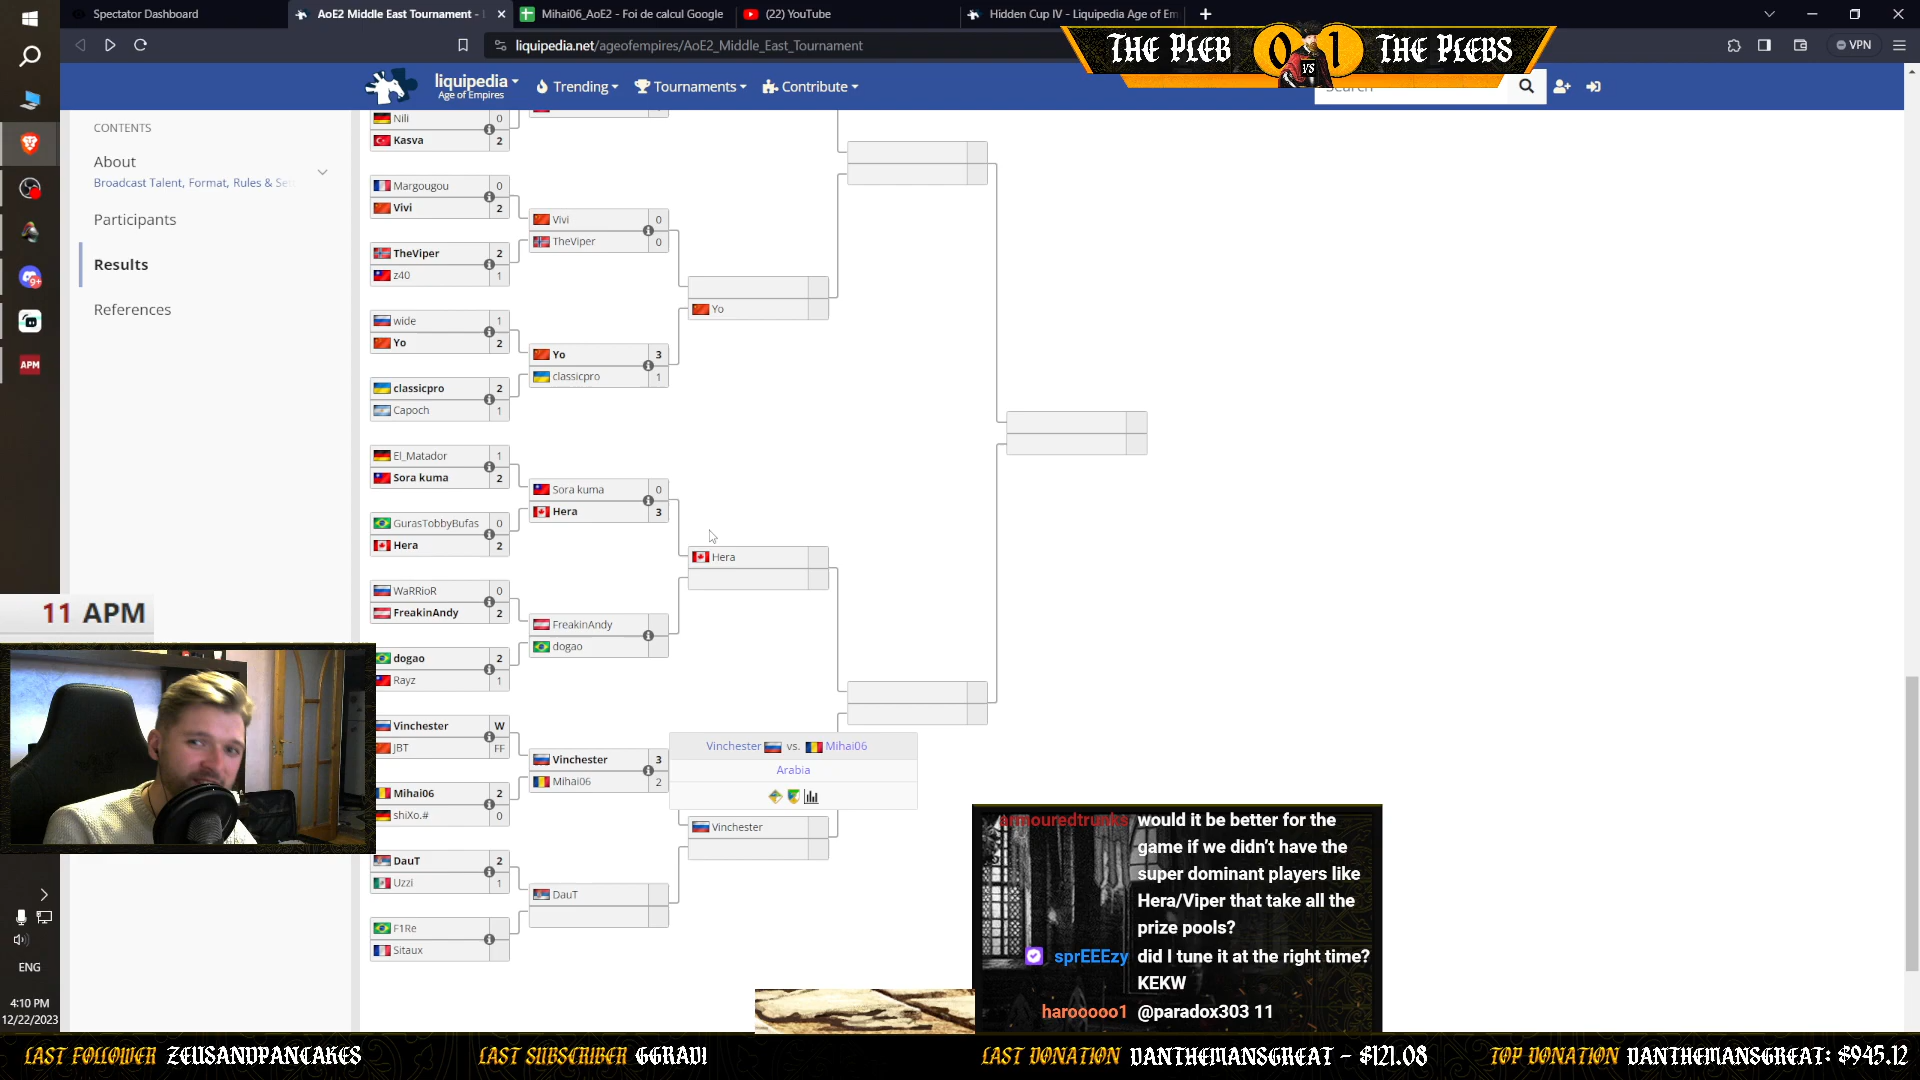 Spectator Dashboard
AoE2 Middle East Tournament -
Mihai06_AoE2 - Foi de calcul Google
(22) YouTube
Hidden Cup IV - Liquipedia Age of Em
liquipedia.net/ageofempires/AoE2_Middle_East_Tournament
VPN
THE PLEB 0 VS 1 THE PLEBS
liquipedia
Age of Empires
Trending
Tournaments
Contribute
Search
CONTENTS
About
Broadcast Talent, Format, Rules & Se
Participants
Results
References
Nili 0
Kasva 2
Margougou 0
Vivi 2
TheViper 2
z40 1
wide 1
Yo 2
classicpro 2
Capoch 1
El_Matador 1
Sora kuma 2
GurasTobbyBufas 0
Hera 2
WaRRioR 0
FreakinAndy 2
dogao 2
Rayz 1
Vinchester W
JBT FF
Mihai06 2
shiXo.# 0
DauT 2
Uzzi 1
F1Re
Sitaux
Vivi 0
TheViper 0
Yo 3
classicpro 1
Sora kuma 0
Hera 3
FreakinAndy
dogao
Vinchester 3
Mihai06 2
DauT
Yo
Hera
Vinchester
Vinchester vs. Mihai06
Arabia
9+
APM
11 APM
ENG
4:10 PM
12/22/2023
armouredtrunks would it be better for the
game if we didn't have the
super dominant players like
Hera/Viper that take all the
prize pools?
sprEEEzy did I tune it at the right time?
KEKW
harooooo1 @paradox303 11
LAST FOLLOWER ZEUSANDPANCAKES
LAST SUBSCRIBER GGRADI
LAST DONATION DANTHEMANSGREAT - $121.08
TOP DONATION DANTHEMANSGREAT: $945.12